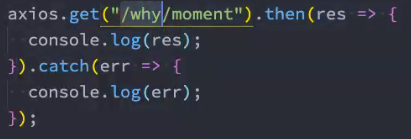 axios.get("/why/moment").then(res => {
  console.log(res);
}).catch(err => {
  console.log(err);
});